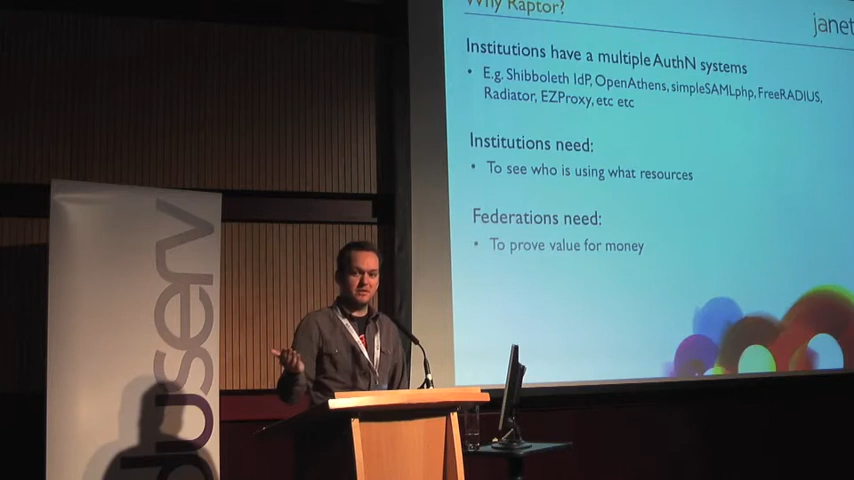 Why Raptor?
janet
Institutions have a multiple AuthN systems
• E.g. Shibboleth IdP, OpenAthens, simpleSAMLphp, FreeRADIUS,
Radiator, EZProxy, etc etc
Institutions need:
• To see who is using what resources
Federations need:
• To prove value for money
duserv